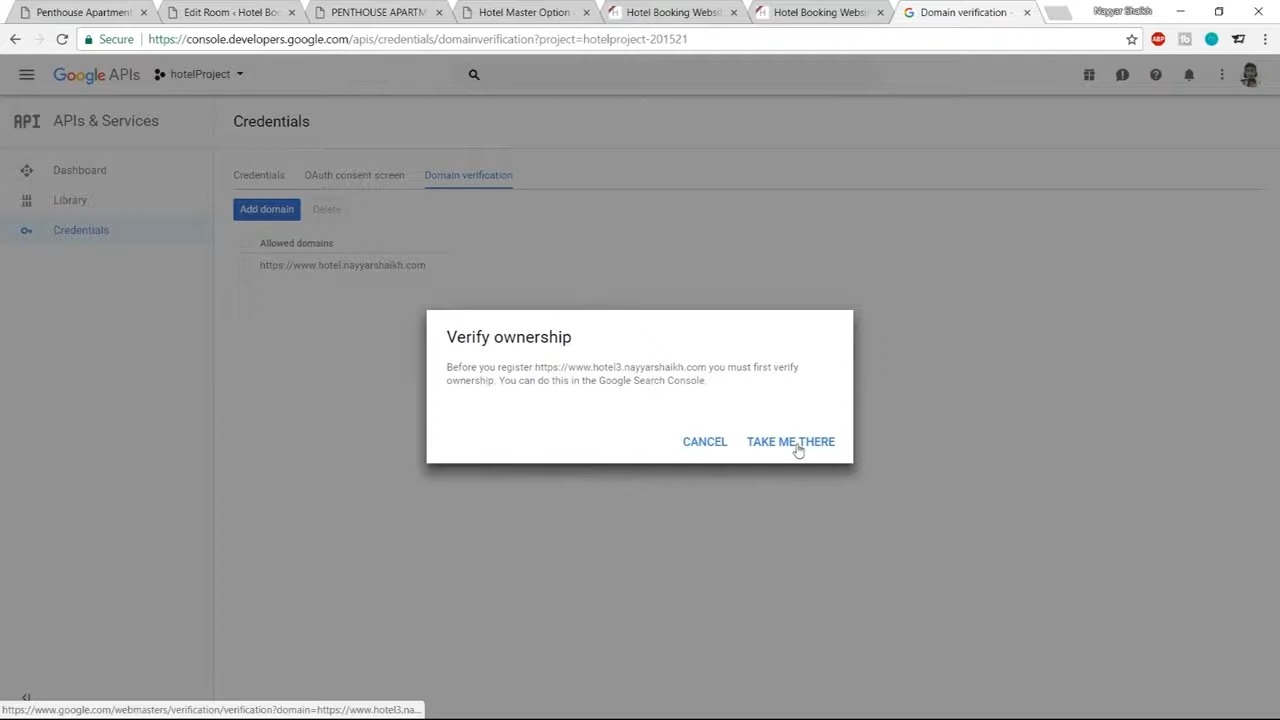 Penthouse Apartment
Edit Room ‹ Hotel Bo
PENTHOUSE APARTM
Hotel Master Option
Hotel Booking Websi
Hotel Booking Websi
Domain verification -
Nayyar Shaikh
Secure
https://console.developers.google.com/apis/credentials/domainverification?project=hotelproject-201521
Google APIs
hotelProject
API APIs & Services
Credentials
Dashboard
Library
Credentials
Credentials
OAuth consent screen
Domain verification
Add domain
Delete
Allowed domains
https://www.hotel.nayyarshaikh.com
Verify ownership
Before you register https://www.hotel3.nayyarshaikh.com you must first verify
ownership. You can do this in the Google Search Console.
CANCEL
TAKE ME THERE
https://www.google.com/webmasters/verification/verification?domain=https://www.hotel3.na...